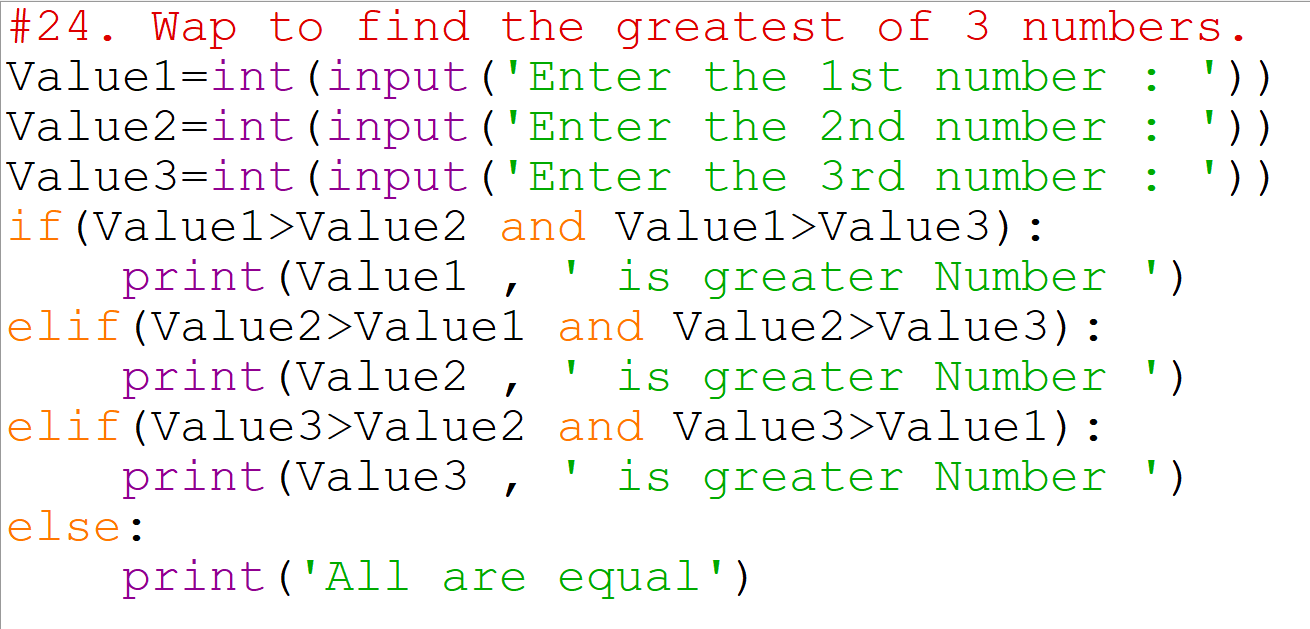 #24. Wap to find the greatest of 3 numbers.
Value1=int(input('Enter the 1st number : '))
Value2=int(input('Enter the 2nd number : '))
Value3=int(input('Enter the 3rd number : '))
if(Value1>Value2 and Value1>Value3):
    print(Value1 , ' is greater Number ')
elif(Value2>Value1 and Value2>Value3):
    print(Value2 , ' is greater Number ')
elif(Value3>Value2 and Value3>Value1):
    print(Value3 , ' is greater Number ')
else:
    print('All are equal')